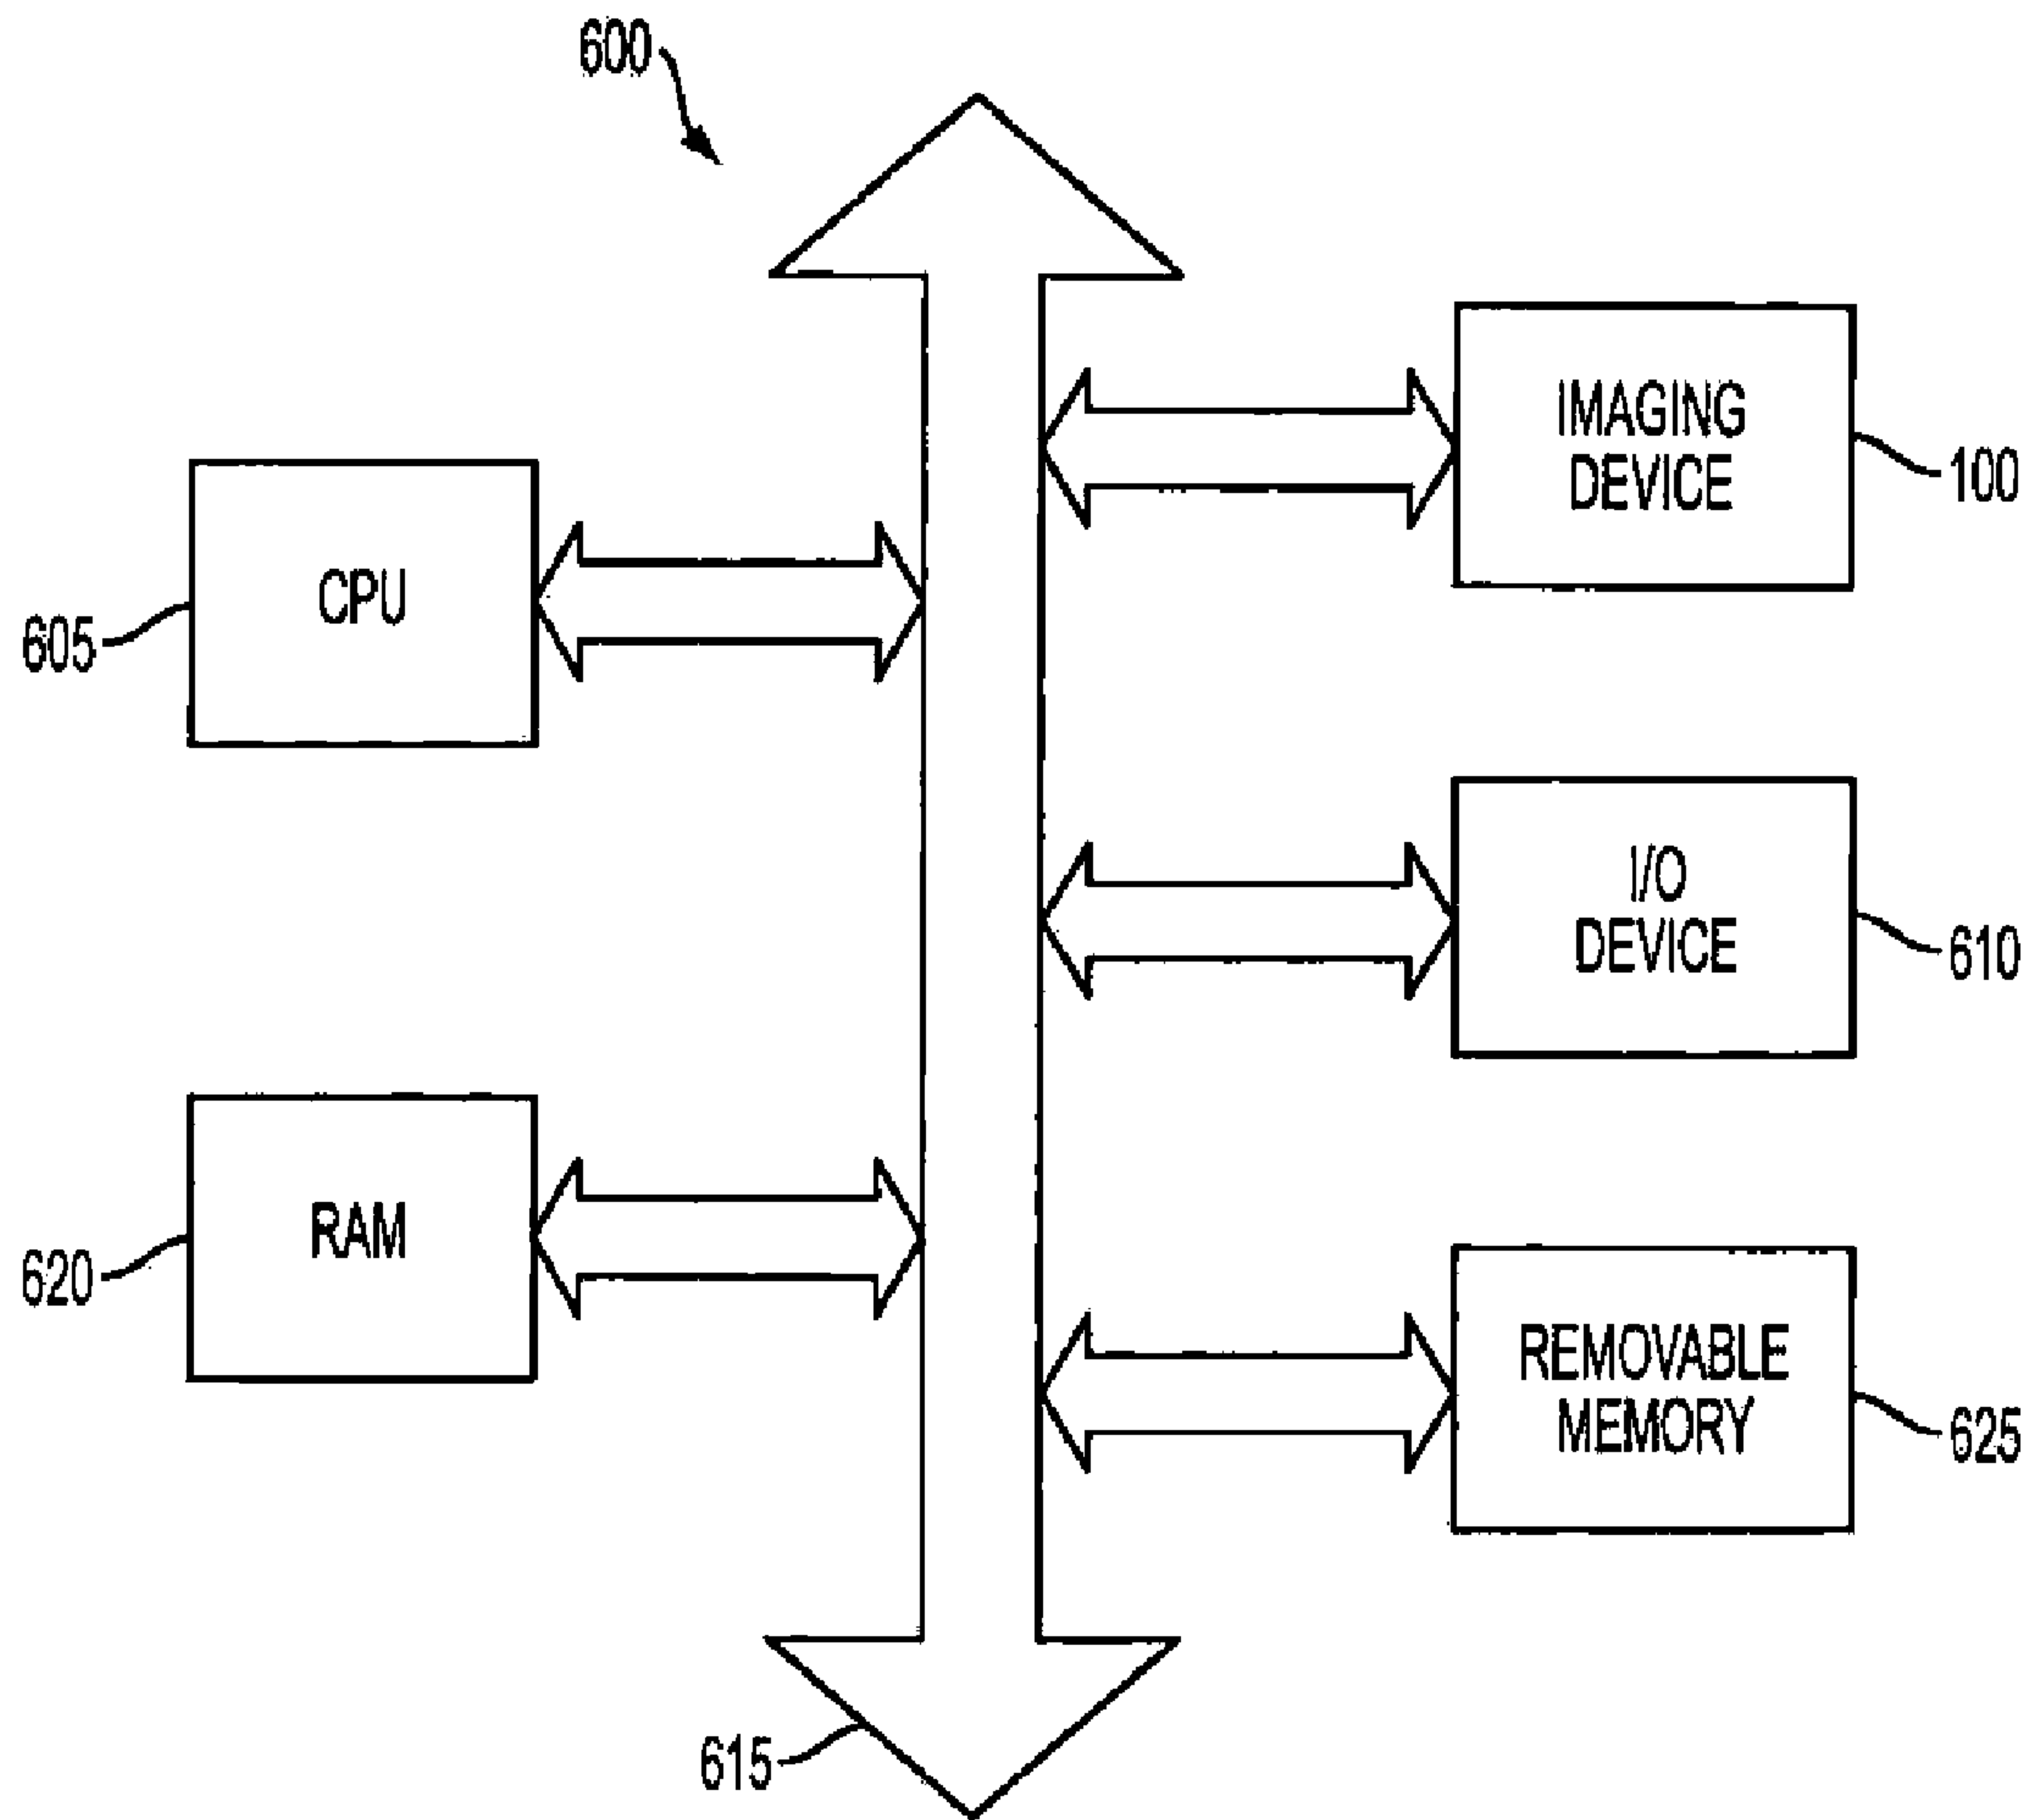 600
IMAGING
DEVICE
100
CPU
605
I/O
DEVICE
610
RAM
620
REMOVABLE
MEMORY
625
615